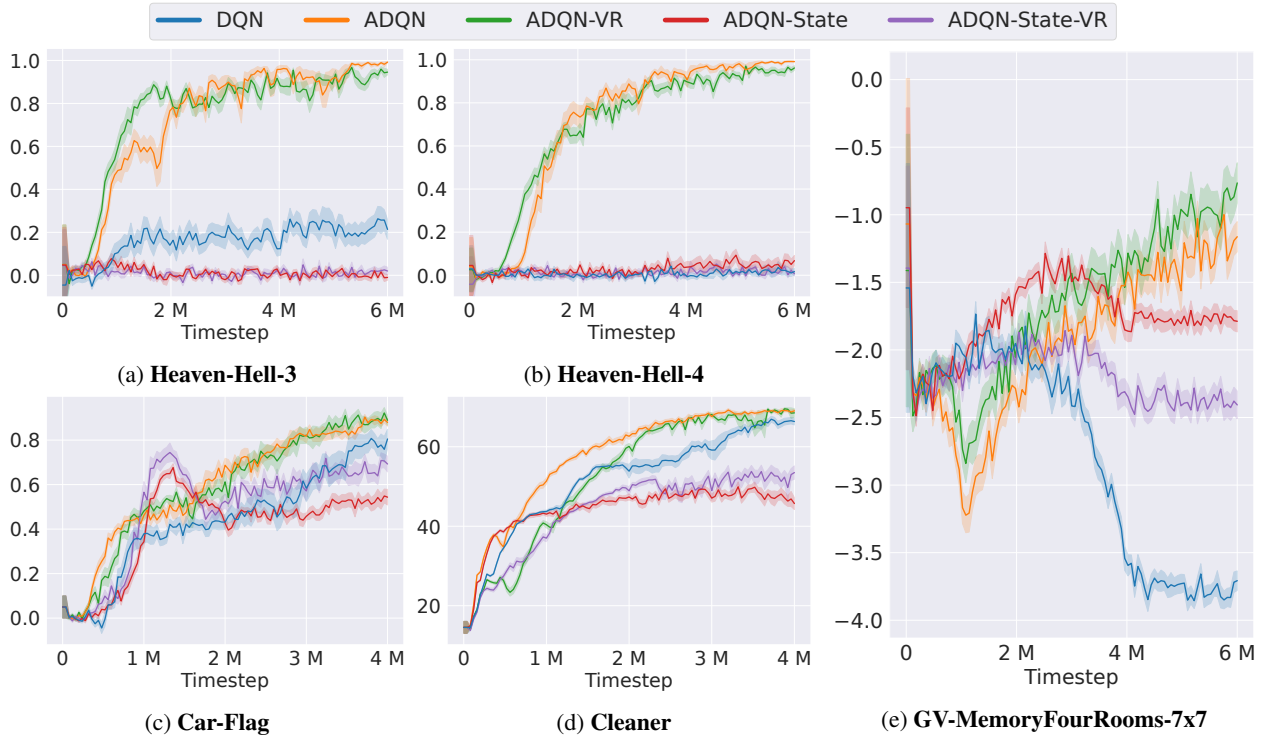 DQN ADQN ADQN-VR ADQN-State ADQN-State-VR
1.0
0.8
0.6
0.4
0.2
0.0
0 2 M 4 M 6 M
Timestep
(a) Heaven-Hell-3
1.0
0.8
0.6
0.4
0.2
0.0
0 2 M 4 M 6 M
Timestep
(b) Heaven-Hell-4
0.8
0.6
0.4
0.2
0.0
0 1 M 2 M 3 M 4 M
Timestep
(c) Car-Flag
60
40
20
0 1 M 2 M 3 M 4 M
Timestep
(d) Cleaner
0.0
−0.5
−1.0
−1.5
−2.0
−2.5
−3.0
−3.5
−4.0
0 2 M 4 M 6 M
Timestep
(e) GV-MemoryFourRooms-7x7